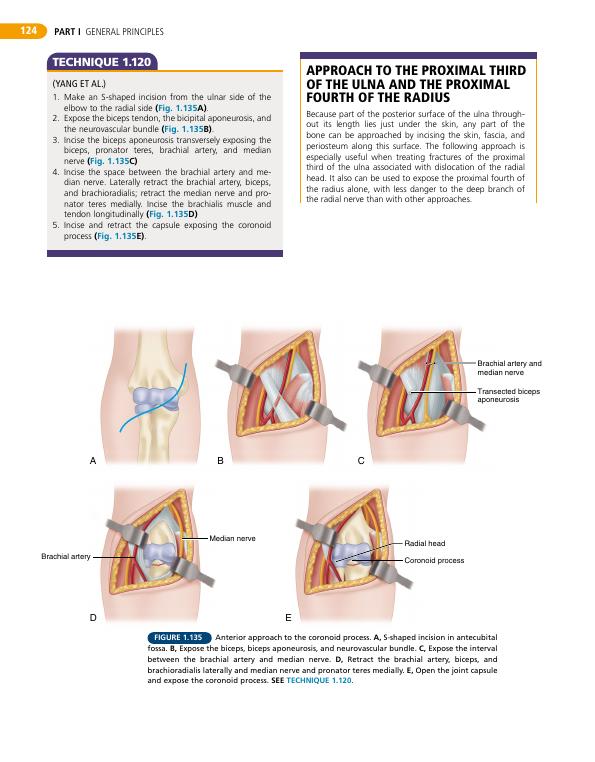 124 PART I GENERAL PRINCIPLES
TECHNIQUE 1.120
(YANG ET AL.)
1. Make an S-shaped incision from the ulnar side of the
elbow to the radial side (Fig. 1.135A).
2. Expose the biceps tendon, the bicipital aponeurosis, and
the neurovascular bundle (Fig. 1.135B).
3. Incise the biceps aponeurosis transversely exposing the
biceps, pronator teres, brachial artery, and median
nerve (Fig. 1.135C)
4. Incise the space between the brachial artery and me-
dian nerve. Laterally retract the brachial artery, biceps,
and brachioradialis; retract the median nerve and pro-
nator teres medially. Incise the brachialis muscle and
tendon longitudinally (Fig. 1.135D)
5. Incise and retract the capsule exposing the coronoid
process (Fig. 1.135E).
APPROACH TO THE PROXIMAL THIRD
OF THE ULNA AND THE PROXIMAL
FOURTH OF THE RADIUS
Because part of the posterior surface of the ulna through-
out its length lies just under the skin, any part of the
bone can be approached by incising the skin, fascia, and
periosteum along this surface. The following approach is
especially useful when treating fractures of the proximal
third of the ulna associated with dislocation of the radial
head. It also can be used to expose the proximal fourth of
the radius alone, with less danger to the deep branch of
the radial nerve than with other approaches.
Brachial artery and
median nerve
Transected biceps
aponeurosis
A
B
C
Median nerve
Brachial artery
Radial head
Coronoid process
D
E
FIGURE 1.135 Anterior approach to the coronoid process. A, S-shaped incision in antecubital
fossa. B, Expose the biceps, biceps aponeurosis, and neurovascular bundle. C, Expose the interval
between the brachial artery and median nerve. D, Retract the brachial artery, biceps, and
brachioradialis laterally and median nerve and pronator teres medially. E, Open the joint capsule
and expose the coronoid process. SEE TECHNIQUE 1.120.